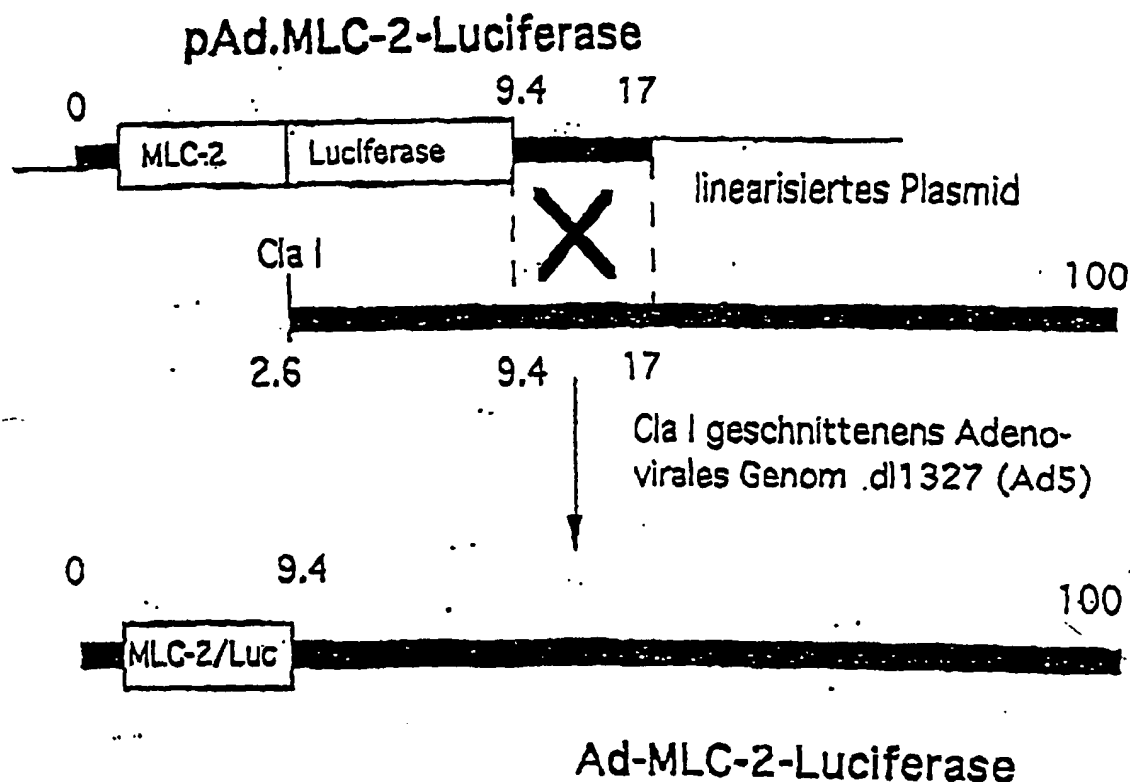 pAd.MLC-2-Luciferase
0
9.4
17
MLC-2
Luciferase
linearisiertes Plasmid
Cla I
100
2.6
9.4
17
Cla I geschnittenens Adeno-
virales Genom .dl1327 (Ad5)
0
9.4
100
MLC-2/Luc
Ad-MLC-2-Luciferase